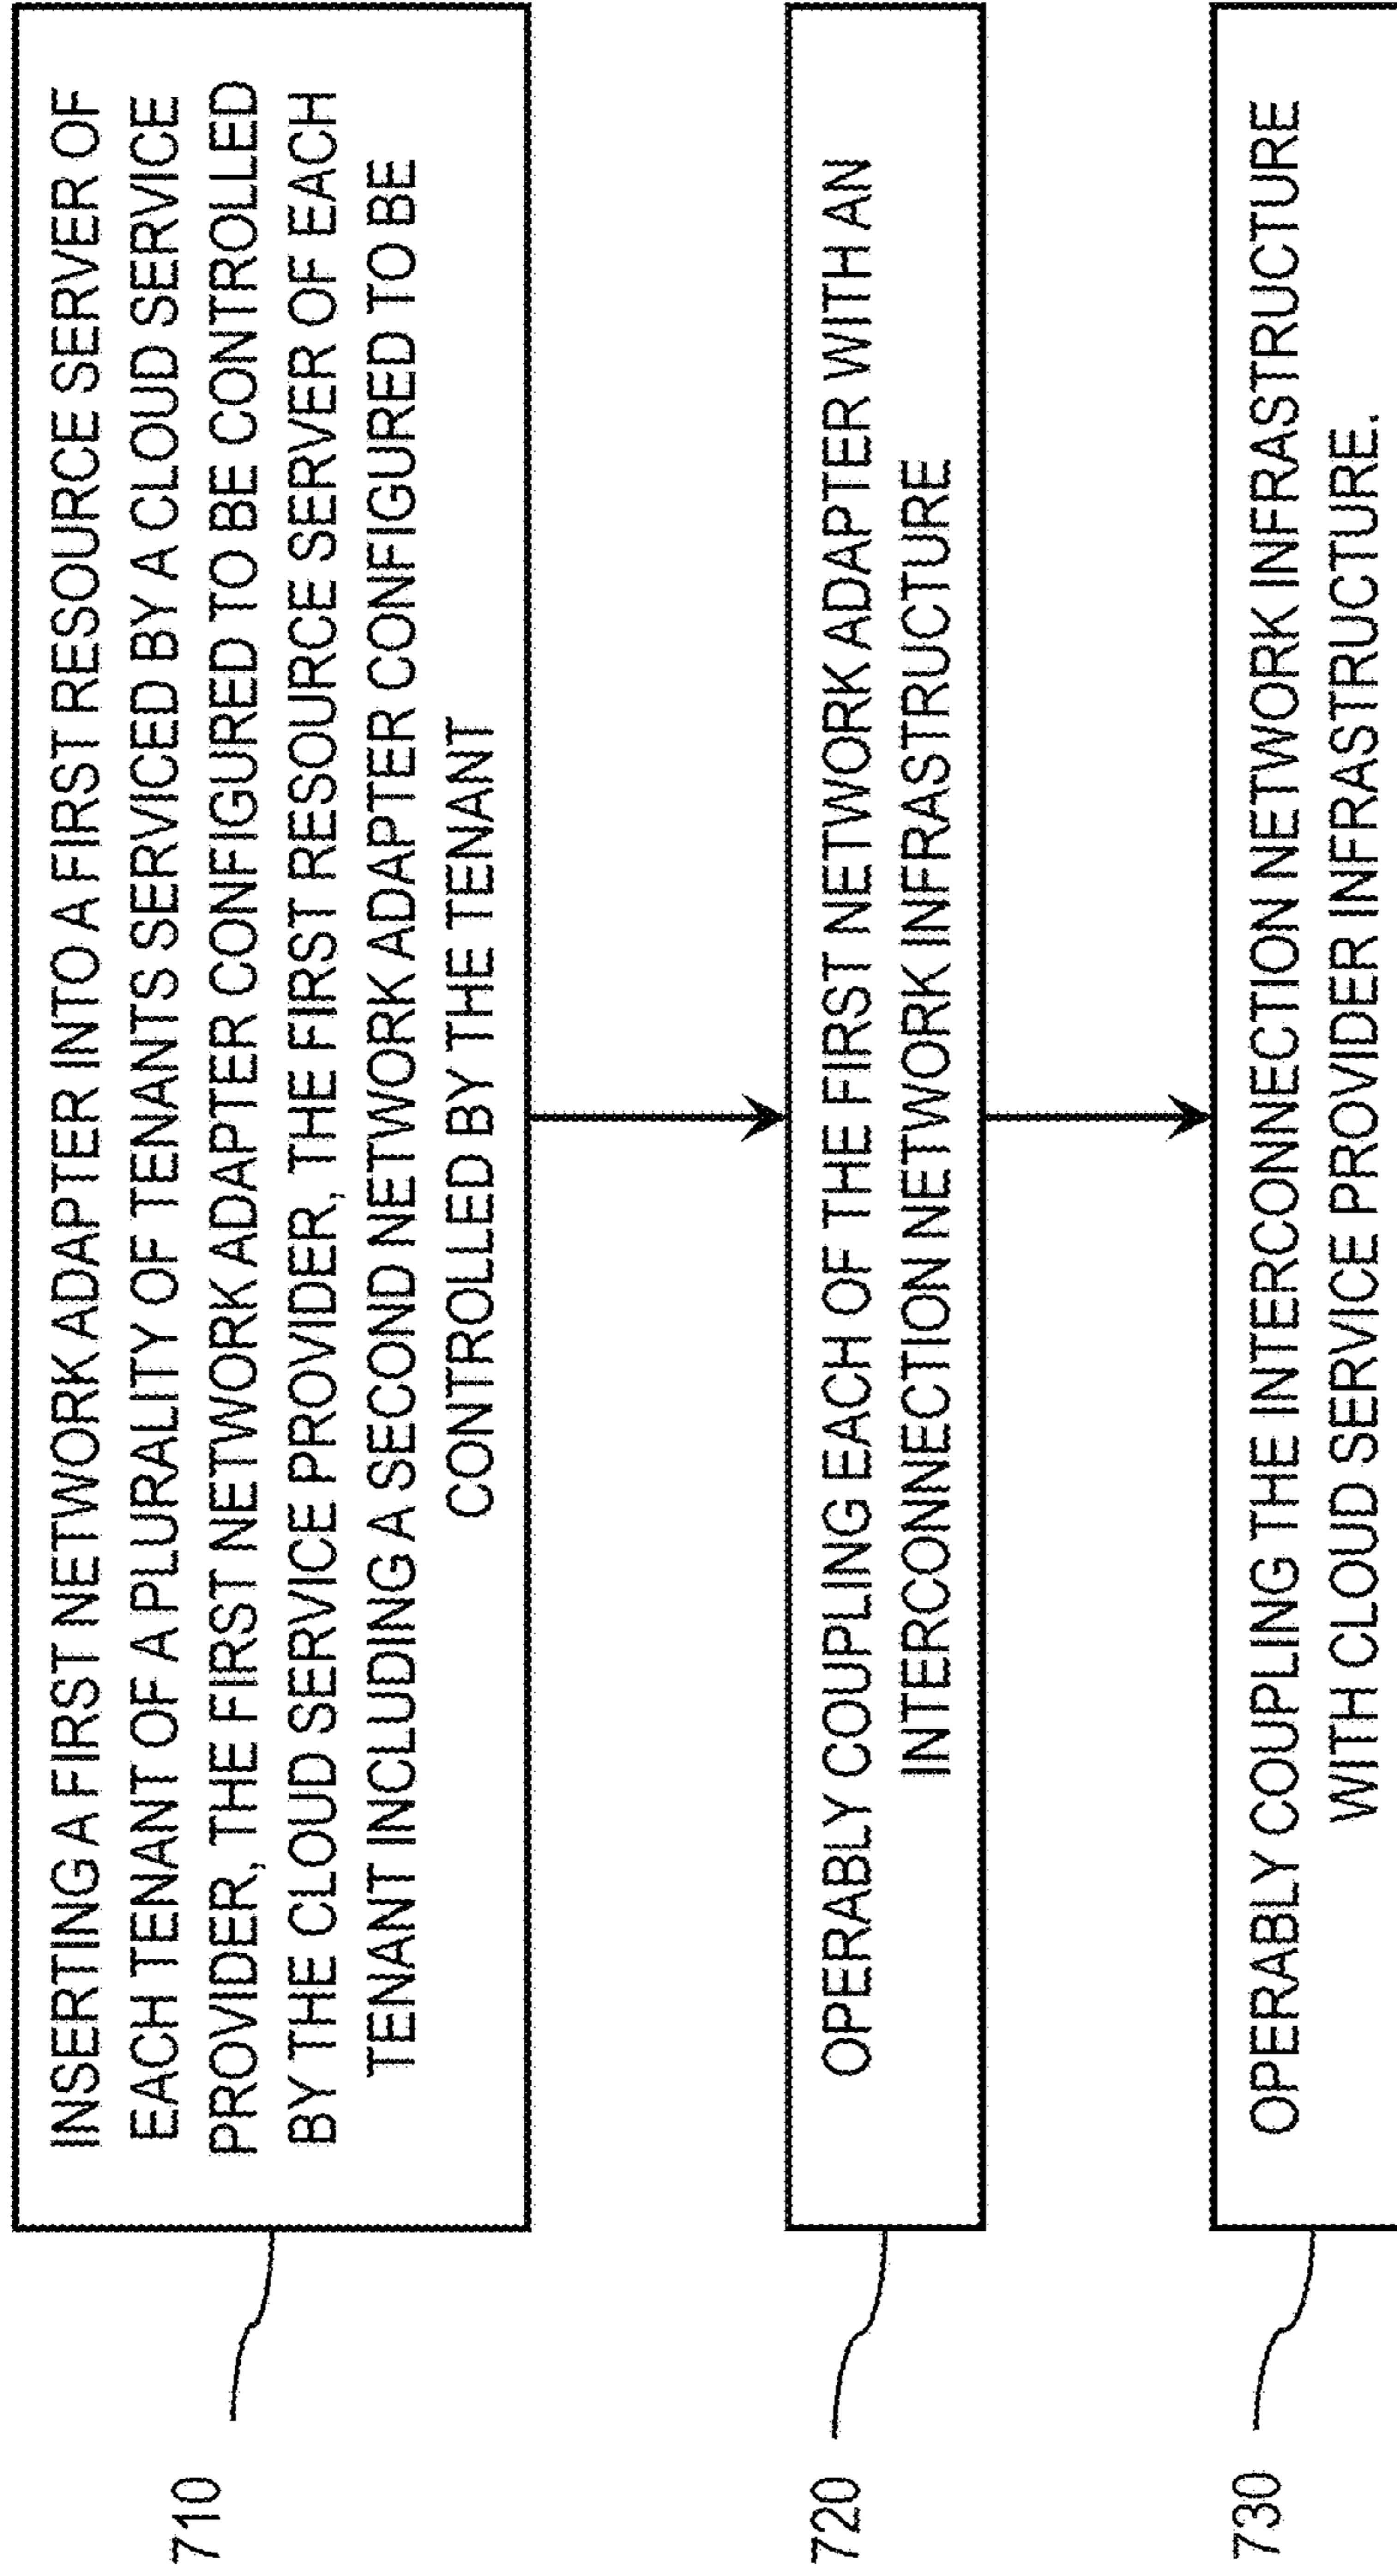 710
INSERTING A FIRST NETWORK ADAPTER INTO A FIRST RESOURCE SERVER OF
EACH TENANT OF A PLURALITY OF TENANTS SERVICED BY A CLOUD SERVICE
PROVIDER, THE FIRST NETWORK ADAPTER CONFIGURED TO BE CONTROLLED
BY THE CLOUD SERVICE PROVIDER, THE FIRST RESOURCE SERVER OF EACH
TENANT INCLUDING A SECOND NETWORK ADAPTER CONFIGURED TO BE
CONTROLLED BY THE TENANT
720
OPERABLY COUPLING EACH OF THE FIRST NETWORK ADAPTER WITH AN
INTERCONNECTION NETWORK INFRASTRUCTURE
730
OPERABLY COUPLING THE INTERCONNECTION NETWORK INFRASTRUCTURE
WITH CLOUD SERVICE PROVIDER INFRASTRUCTURE.